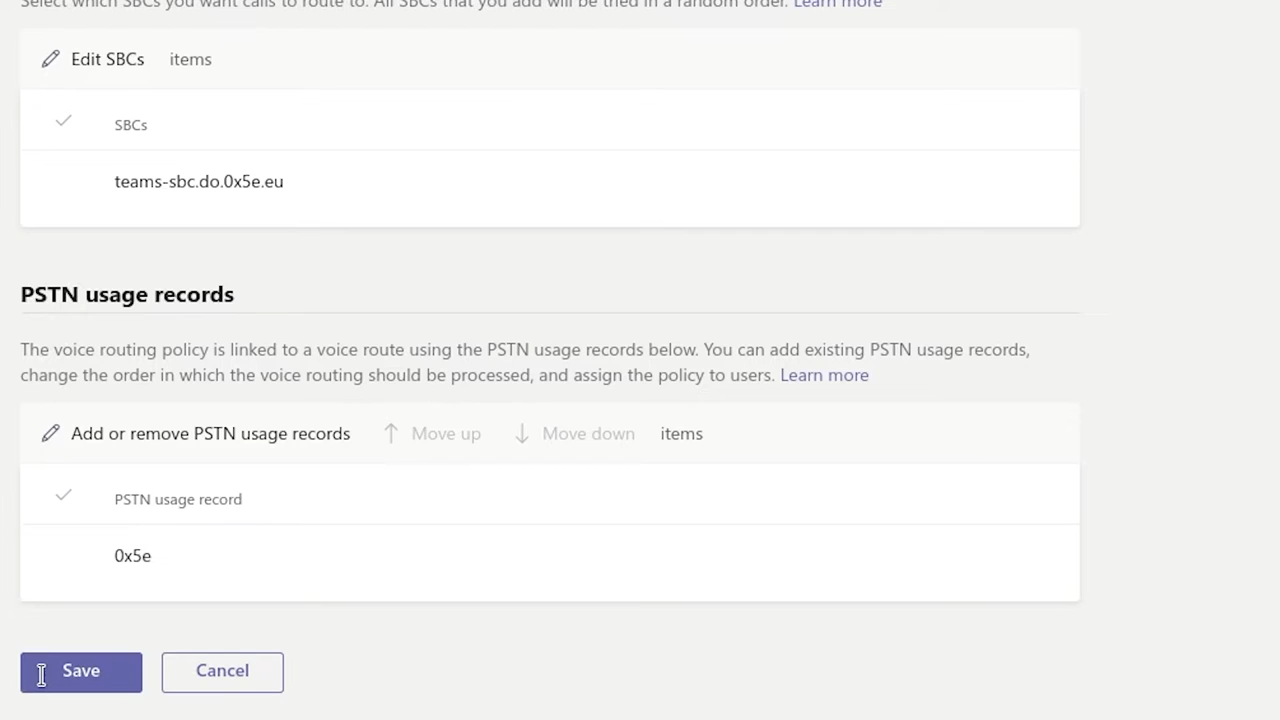 Select which SBCs you want calls to route to. All SBCs that you add will be tried in a random order. Learn more
Edit SBCs items
SBCs
teams-sbc.do.0x5e.eu
PSTN usage records
The voice routing policy is linked to a voice route using the PSTN usage records below. You can add existing PSTN usage records,
change the order in which the voice routing should be processed, and assign the policy to users. Learn more
Add or remove PSTN usage records Move up Move down items
PSTN usage record
0x5e
Save Cancel